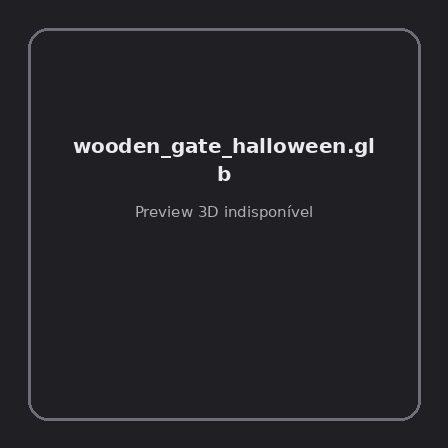 wooden_gate_halloween.gl
b
Preview 3D indisponível